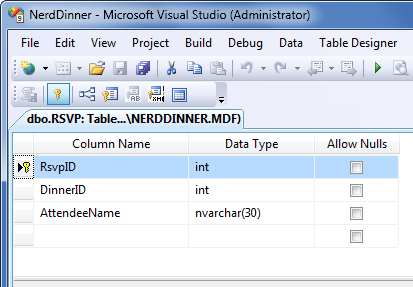 NerdDinner - Microsoft Visual Studio (Administrator)
File Edit View Project Build Debug Data Table Designer
dbo.RSVP: Table...\NERDDINNER.MDF)
Column Name Data Type Allow Nulls
RsvpID int
DinnerID int
AttendeeName nvarchar(30)